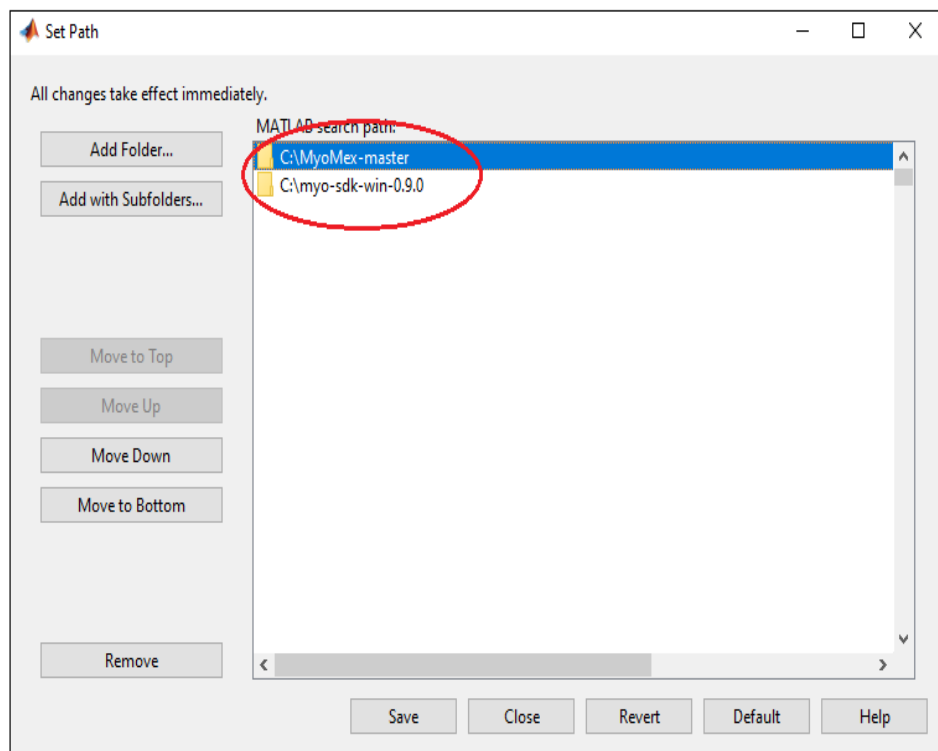 Set Path
All changes take effect immediately.
MATLAB search path:
Add Folder...
Add with Subfolders...
C:\MyoMex-master
C:\myo-sdk-win-0.9.0
Move to Top
Move Up
Move Down
Move to Bottom
Remove
Save Close Revert Default Help